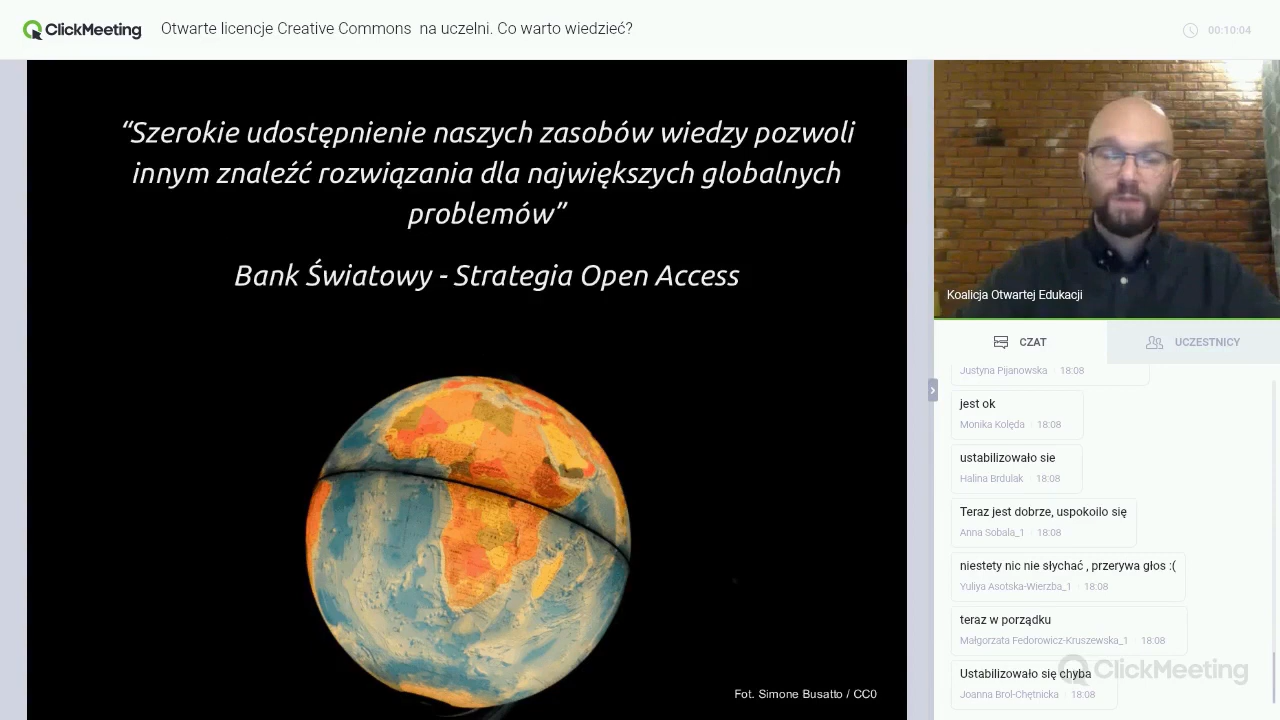 ClickMeeting
Otwarte licencje Creative Commons na uczelni. Co warto wiedzieć?
00:10:04
“Szerokie udostępnienie naszych zasobów wiedzy pozwoli
innym znaleźć rozwiązania dla największych globalnych
problemów”
Bank Światowy - Strategia Open Access
Fot. Simone Busatto / CC0
Koalicja Otwartej Edukacji
CZAT
UCZESTNICY
Justyna Pijanowska 18:08
jest ok
Monika Kolęda 18:08
ustabilizowało sie
Halina Brdulak 18:08
Teraz jest dobrze, uspokoilo się
Anna Sobala_1 18:08
niestety nic nie słychać , przerywa głos :(
Yuliya Asotska-Wierzba_1 18:08
teraz w porządku
Małgorzata Fedorowicz-Kruszewska_1 18:08
Ustabilizowało się chyba
Joanna Broł-Chętnicka 18:08
ClickMeeting